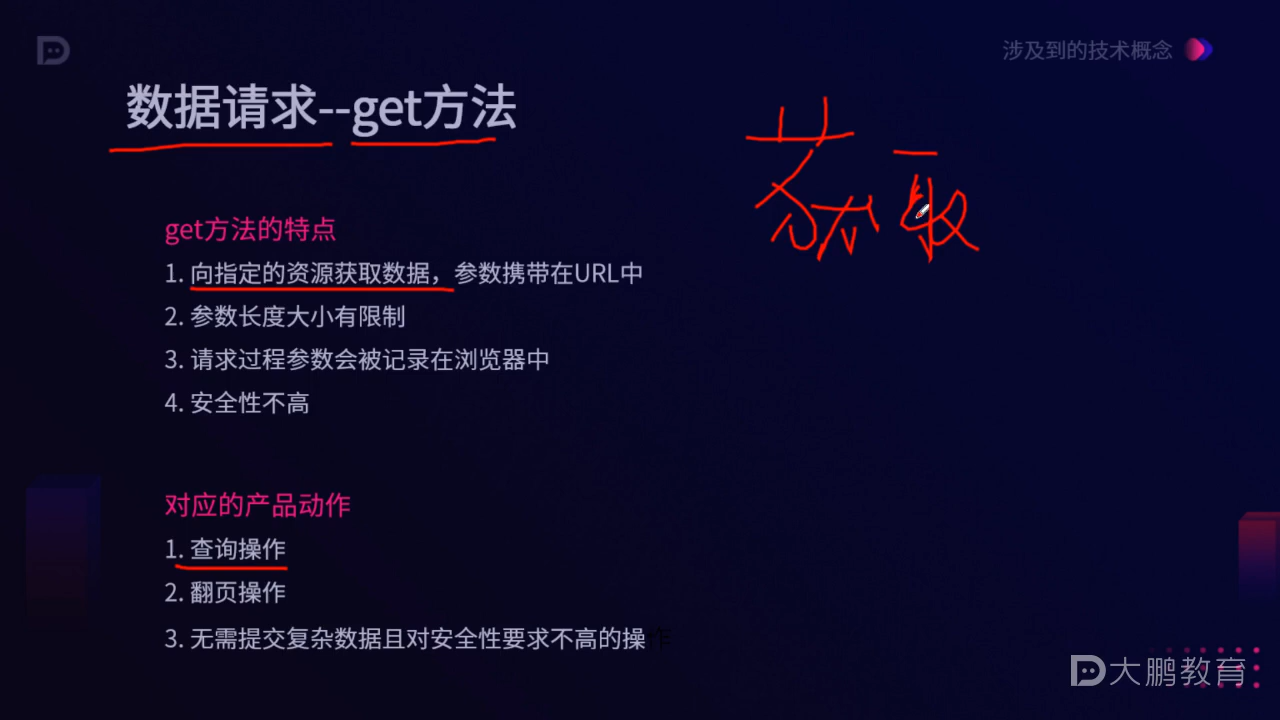 涉及到的技术概念
数据请求--get方法
获取
get方法的特点
1. 向指定的资源获取数据，参数携带在URL中
2. 参数长度大小有限制
3. 请求过程参数会被记录在浏览器中
4. 安全性不高
对应的产品动作
1. 查询操作
2. 翻页操作
3. 无需提交复杂数据且对安全性要求不高的操作
大鹏教育